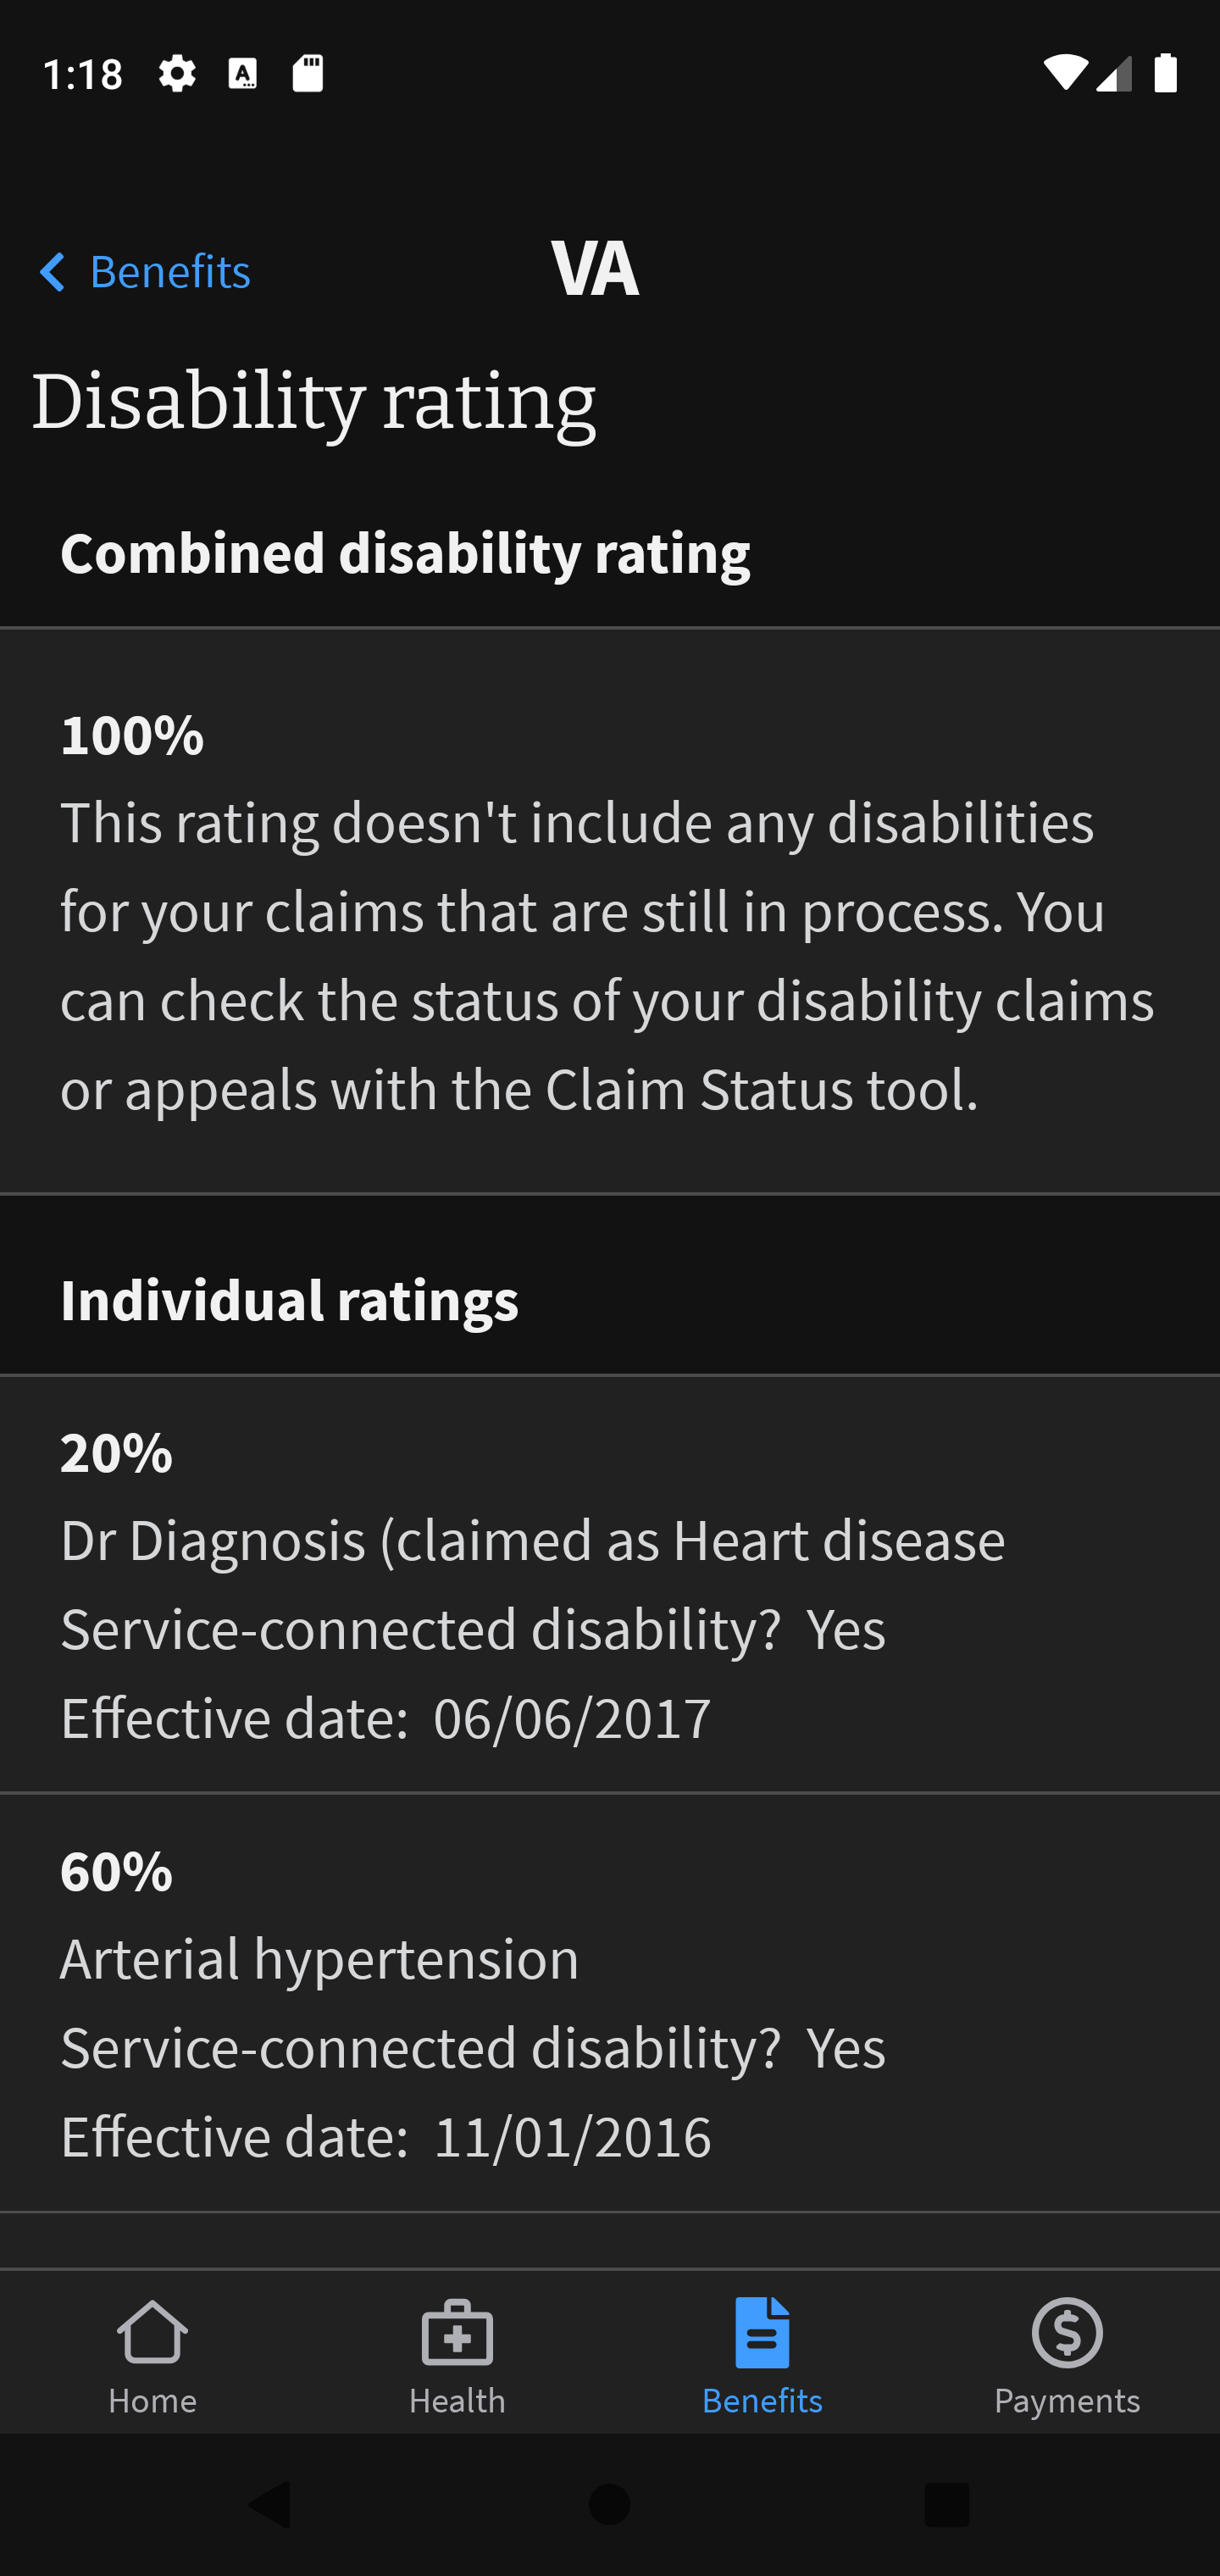 1:18
Benefits
VA
Disability rating
Combined disability rating
100%
This rating doesn't include any disabilities
for your claims that are still in process. You
can check the status of your disability claims
or appeals with the Claim Status tool.
Individual ratings
20%
Dr Diagnosis (claimed as Heart disease
Service-connected disability? Yes
Effective date: 06/06/2017
60%
Arterial hypertension
Service-connected disability? Yes
Effective date: 11/01/2016
Home Health Benefits Payments